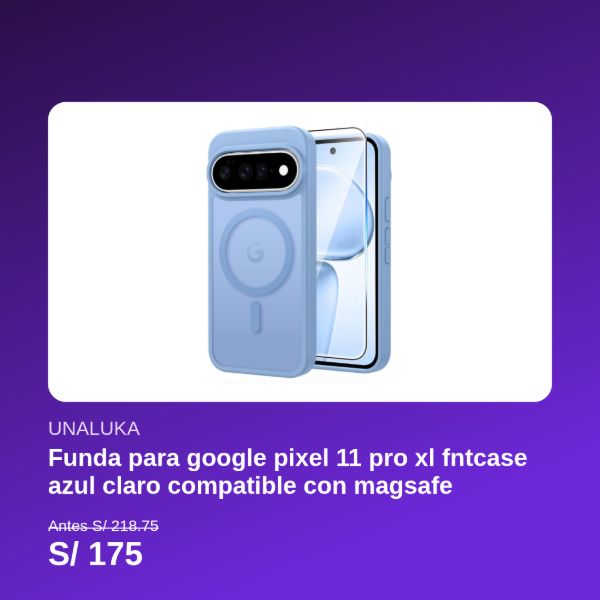 UNALUKA
Funda para google pixel 11 pro xl fntcase
azul claro compatible con magsafe
Antes S/ 218.75
S/ 175